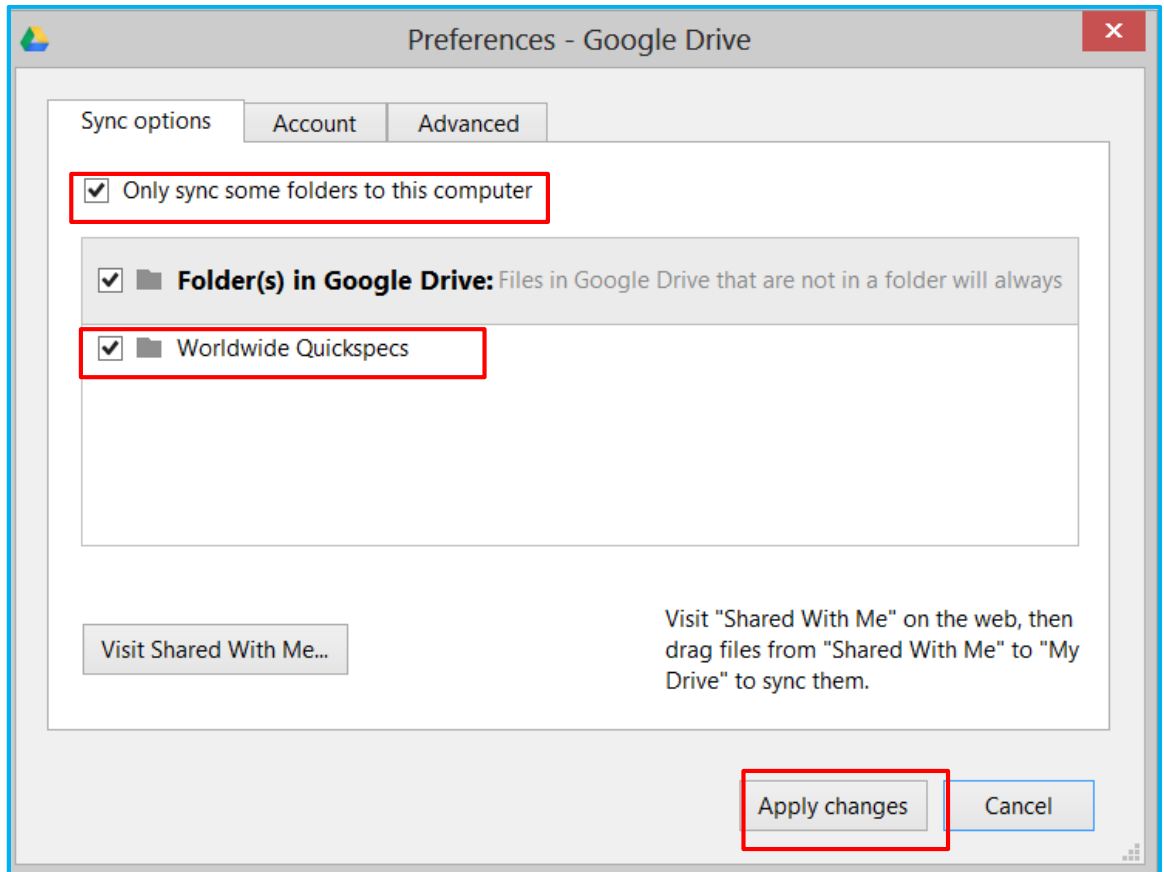 Preferences - Google Drive
Sync options
Account
Advanced
Only sync some folders to this computer
Folder(s) in Google Drive: Files in Google Drive that are not in a folder will always
Worldwide Quickspecs
Visit "Shared With Me" on the web, then
drag files from "Shared With Me" to "My
Drive" to sync them.
Visit Shared With Me...
Apply changes
Cancel